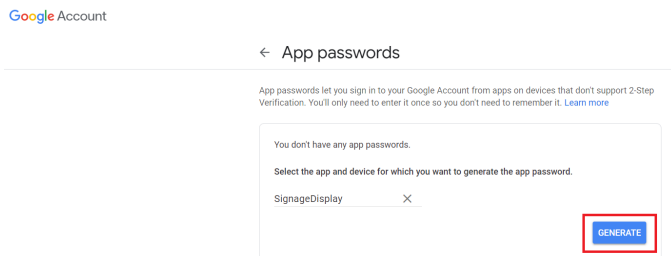 Google Account
App passwords
App passwords let you sign in to your Google Account from apps on devices that don't support 2-Step
Verification. You'll only need to enter it once so you don't need to remember it. Learn more
You don't have any app passwords.
Select the app and device for which you want to generate the app password.
SignageDisplay
GENERATE